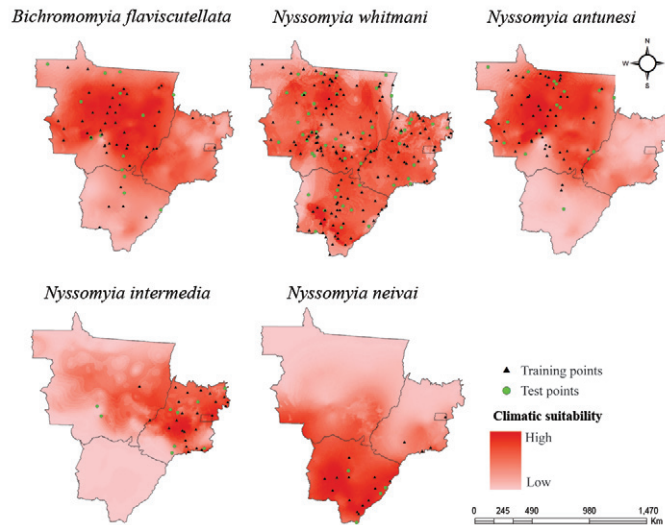 Bichromomyia flaviscutellata
Nyssomyia whitmani
Nyssomyia antunesi
N
W
E
S
Nyssomyia intermedia
Nyssomyia neivai
Training points
Test points
Climatic suitability
High
Low
0 245 490 980 1,470
Km